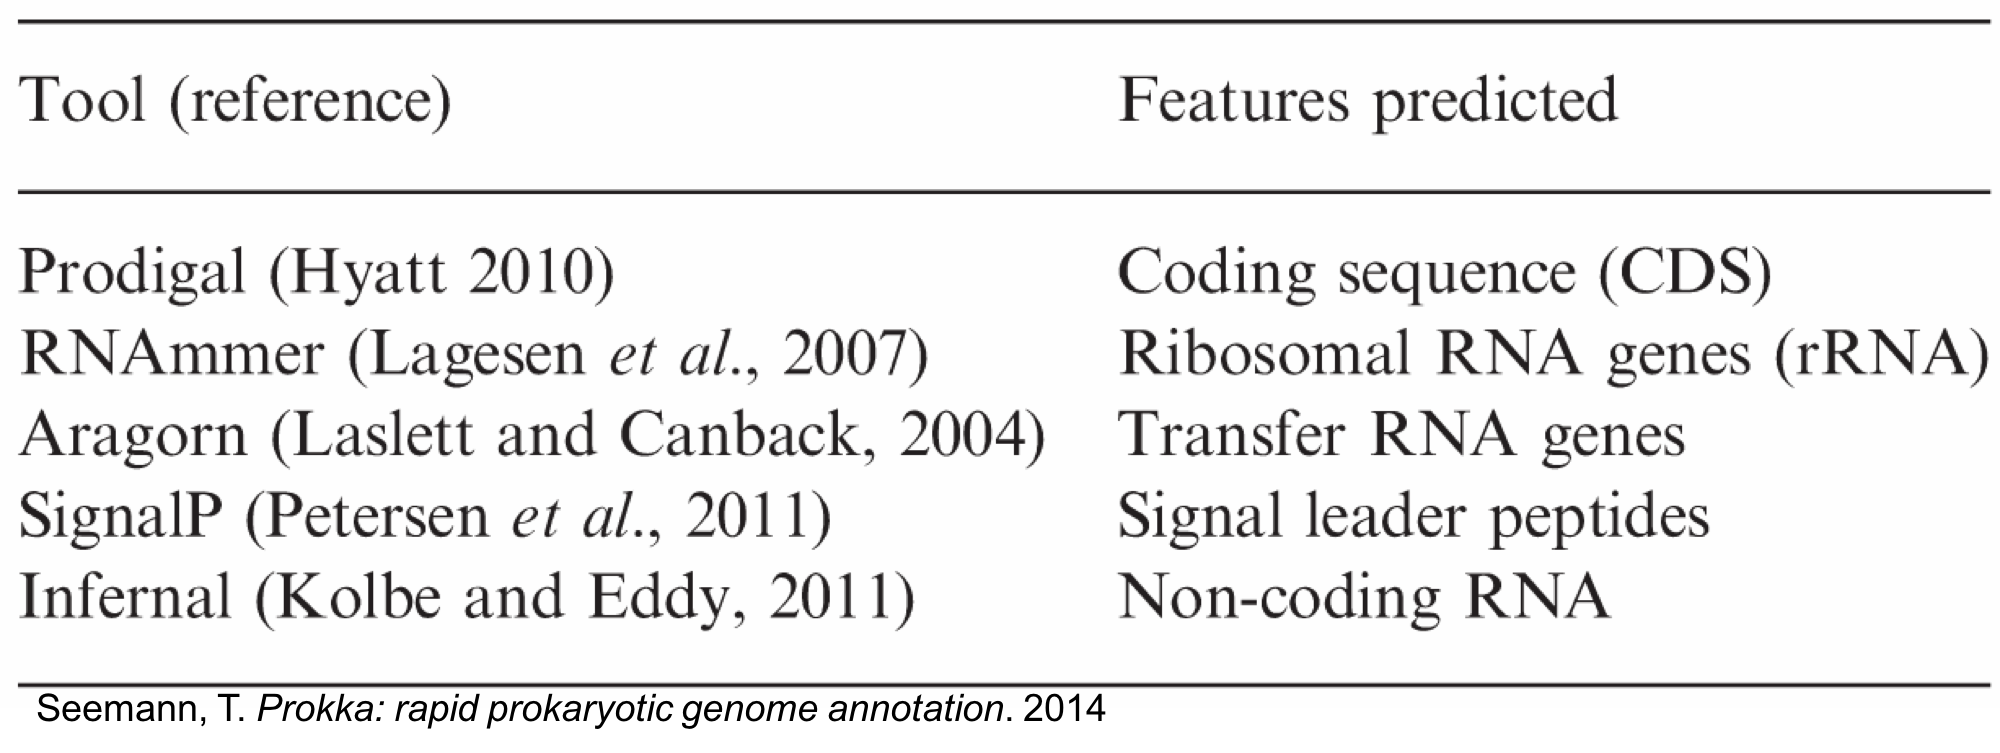 Tool (reference) Features predicted
Prodigal (Hyatt 2010) Coding sequence (CDS)
RNAmmer (Lagesen et al., 2007) Ribosomal RNA genes (rRNA)
Aragorn (Laslett and Canback, 2004) Transfer RNA genes
SignalP (Petersen et al., 2011) Signal leader peptides
Infernal (Kolbe and Eddy, 2011) Non-coding RNA
Seemann, T. Prokka: rapid prokaryotic genome annotation. 2014